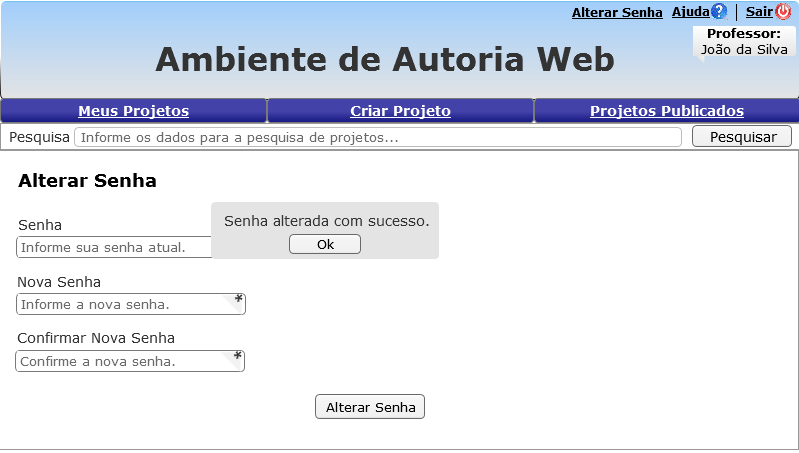 Alterar Senha Ajuda ? Sair
Professor:
João da Silva
Ambiente de Autoria Web
Meus Projetos Criar Projeto Projetos Publicados
Pesquisa Informe os dados para a pesquisa de projetos... Pesquisar
Alterar Senha
Senha alterada com sucesso.
Ok
Senha
Informe sua senha atual.
Nova Senha
Informe a nova senha. *
Confirmar Nova Senha
Confirme a nova senha. *
Alterar Senha